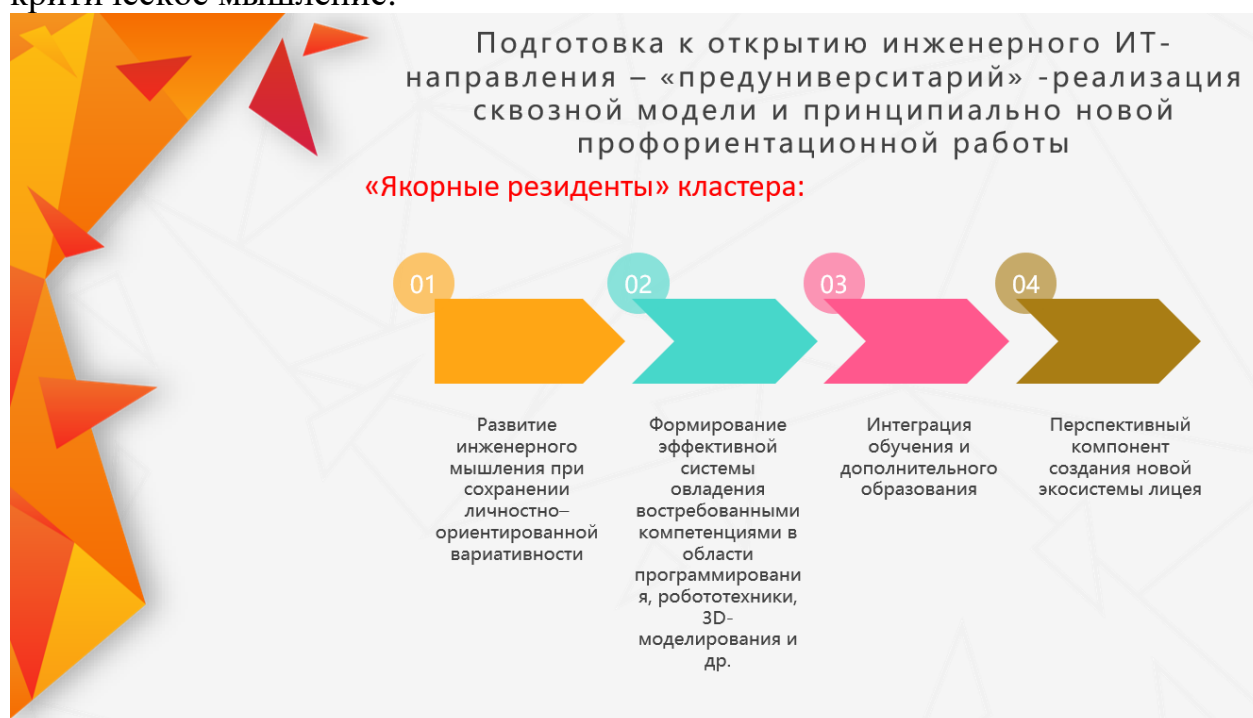 критическое мышление.
Подготовка к открытию инженерного ИТ-
направления – «предуниверситарий» -реализация
сквозной модели и принципиально новой
профориентационной работы
«Якорные резиденты» кластера:
01
02
03
04
Развитие
инженерного
мышления при
сохранении
личностно–
ориентированной
вариативности
Формирование
эффективной
системы
овладения
востребованными
компетенциями в
области
программировани
я, робототехники,
3D-
моделирования и
др.
Интеграция
обучения и
дополнительного
образования
Перспективный
компонент
создания новой
экосистемы лицея